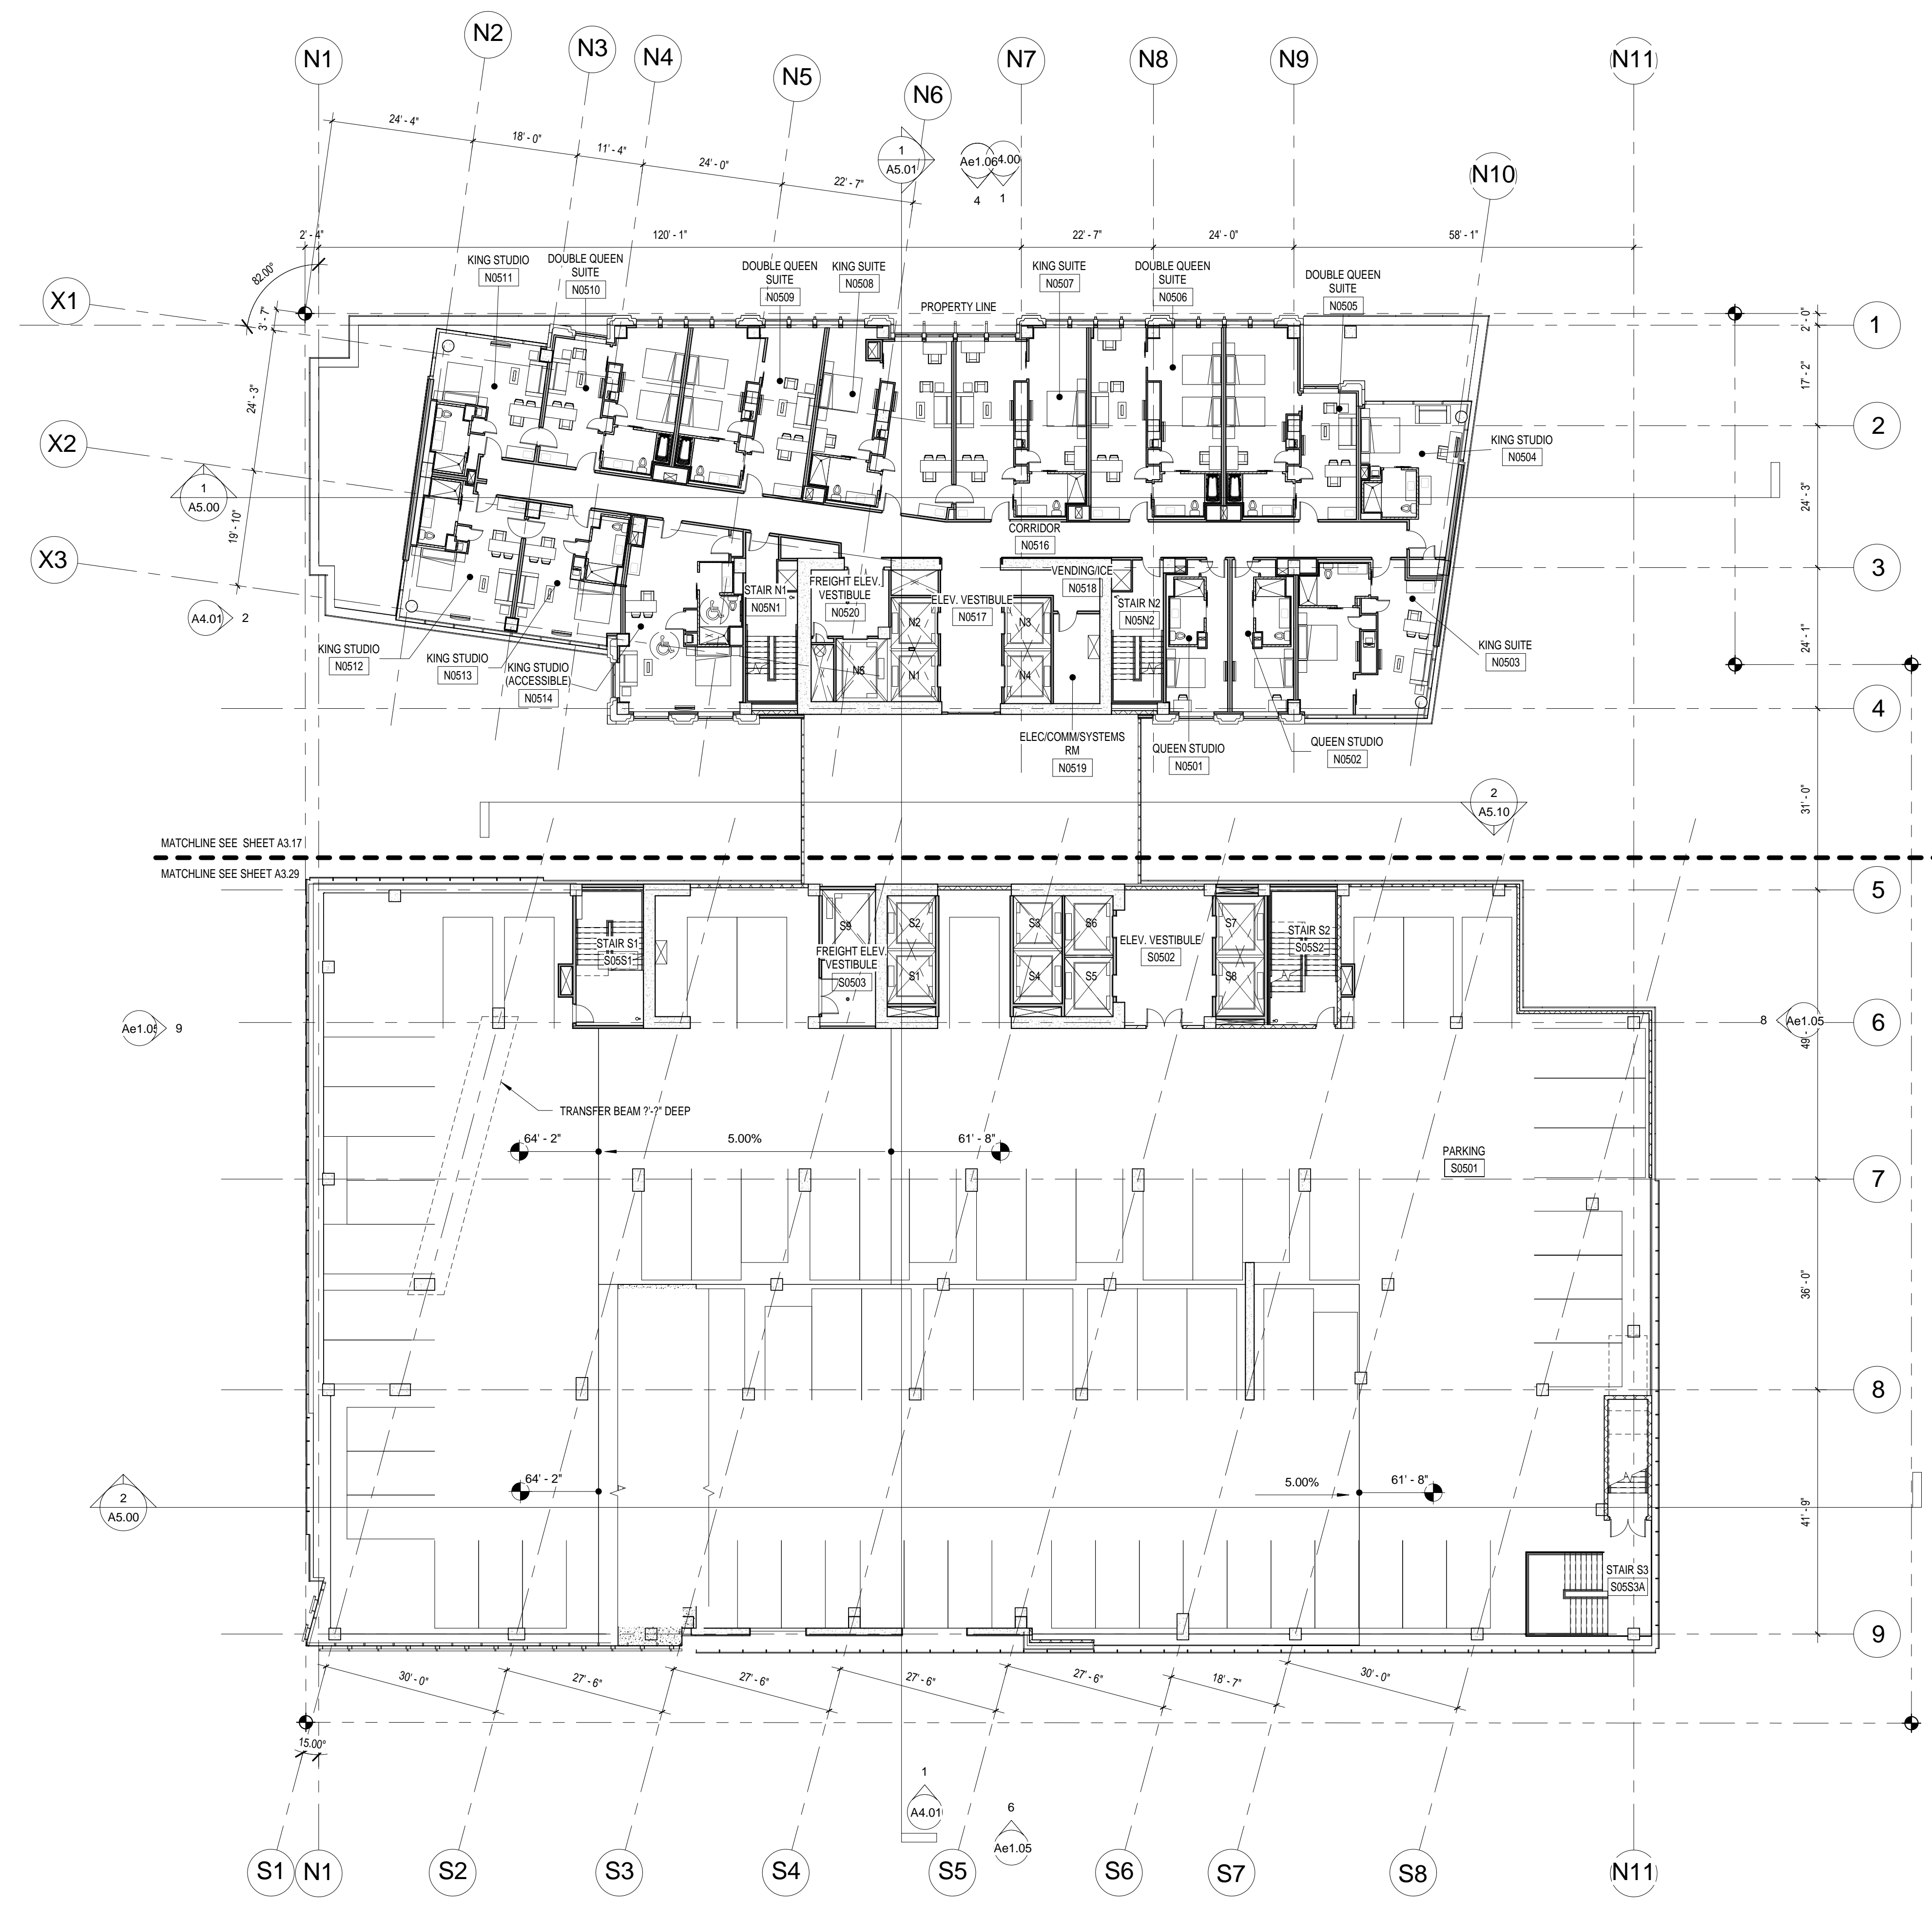 N1
N2
N3
N4
N5
N6
N7
N8
N9
N10
N11
24' - 4"
18' - 0"
11' - 4"
24' - 0"
22' - 7"
1
A5.01
Ae1.06
4.00
4
1
2' - 4"
120' - 1"
22' - 7"
24' - 0"
58' - 1"
82.00°
3' - 7"
24' - 3"
19' - 10"
X1
X2
X3
KING STUDIO
N0511
DOUBLE QUEEN
SUITE
N0510
DOUBLE QUEEN
SUITE
N0509
KING SUITE
N0508
PROPERTY LINE
KING SUITE
N0507
DOUBLE QUEEN
SUITE
N0506
DOUBLE QUEEN
SUITE
N0505
KING STUDIO
N0504
1
2
3
4
2' - 0"
17' - 2"
24' - 3"
24' - 1"
31' - 0"
1
A5.00
A4.01
2
CORRIDOR
N0516
VENDING/ICE
N0518
STAIR N1
N05N1
FREIGHT ELEV.
VESTIBULE
N0520
ELEV. VESTIBULE
N0517
STAIR N2
N05N2
N2
N1
N3
N4
KING SUITE
N0503
KING STUDIO
N0512
KING STUDIO
N0513
KING STUDIO
(ACCESSIBLE)
N0514
ELEC/COMM/SYSTEMS
RM
N0519
QUEEN STUDIO
N0501
QUEEN STUDIO
N0502
2
A5.10
MATCHLINE SEE SHEET A3.17
MATCHLINE SEE SHEET A3.29
5
6
7
8
9
STAIR S1
S05S1
S9
FREIGHT ELEV.
VESTIBULE
S0503
S2
S1
S3
S4
S6
S5
ELEV. VESTIBULE
S0502
S7
S8
STAIR S2
S05S2
Ae1.05
9
8
Ae1.05
49'-
TRANSFER BEAM ?'-?" DEEP
64' - 2"
5.00%
61' - 8"
PARKING
S0501
36' - 0"
64' - 2"
5.00%
61' - 8"
41' - 9"
2
A5.00
STAIR S3
S05S3A
30' - 0"
27' - 6"
27' - 6"
27' - 6"
27' - 6"
18' - 7"
30' - 0"
15.00°
1
A4.01
6
Ae1.05
S1
N1
S2
S3
S4
S5
S6
S7
S8
N11